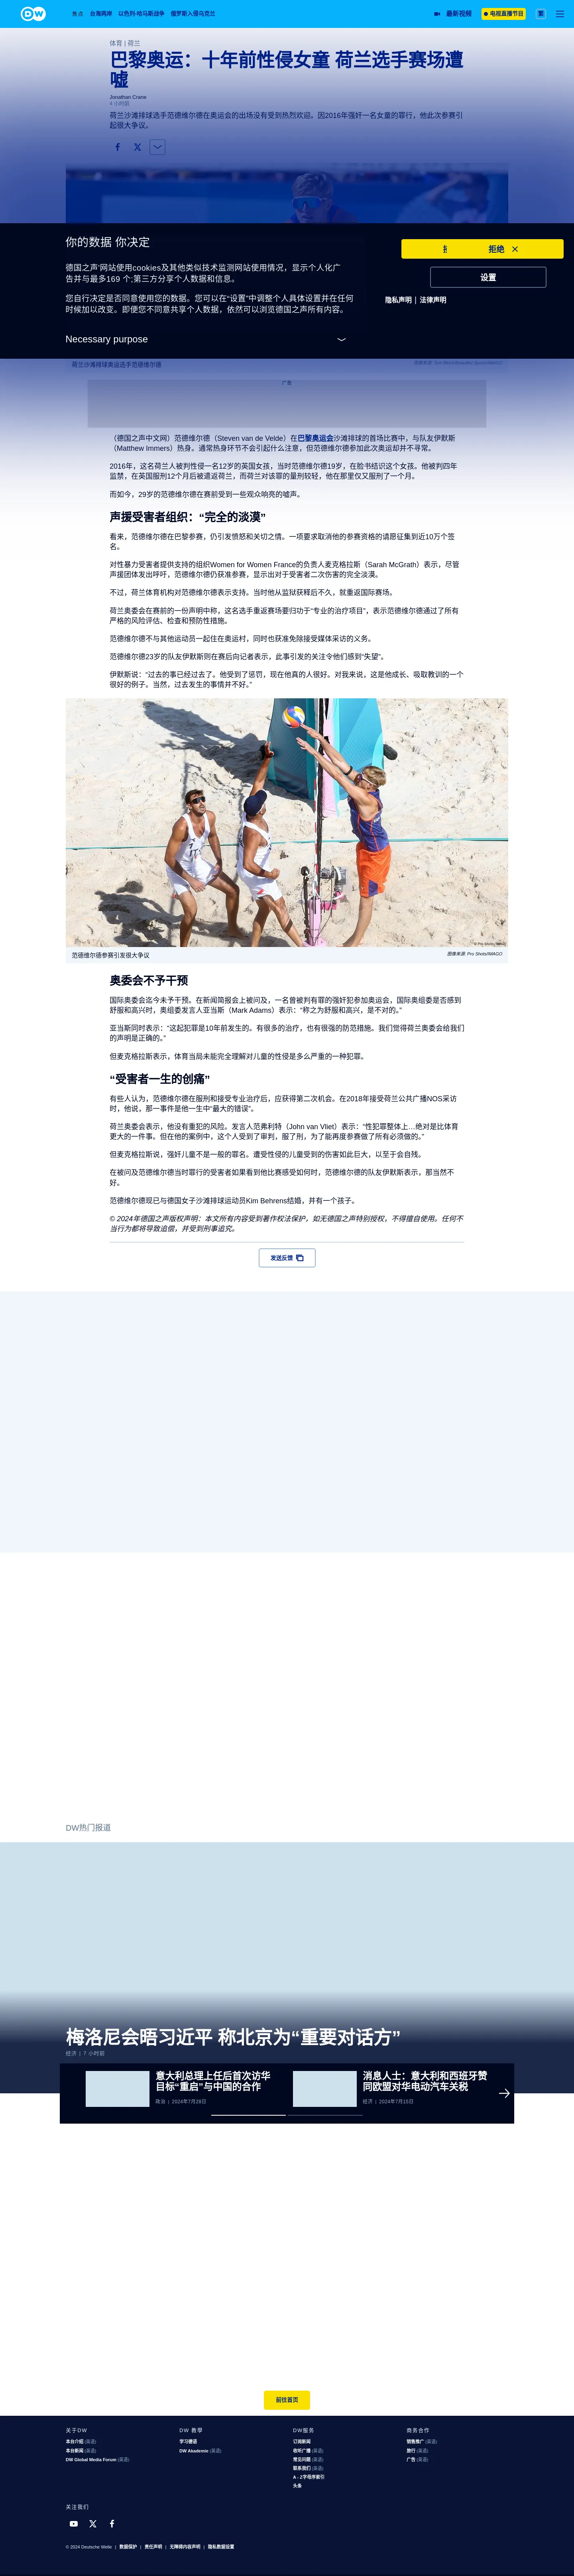 焦点 台海两岸 以色列-哈马斯战争 俄罗斯入侵乌克兰 最新视频 电视直播节目 繁
体育 | 荷兰
巴黎奥运：十年前性侵女童 荷兰选手赛场遭
嘘
Jonathan Crane
4 小时前
荷兰沙滩排球选手范德维尔德在奥运会的出场没有受到热烈欢迎。因2016年强奸一名女童的罪行，他此次参赛引
起很大争议。
你的数据 你决定
德国之声'网站使用cookies及其他类似技术监测网站使用情况，显示个人化广
告并与最多169 个;第三方分享个人数据和信息。
您自行决定是否同意使用您的数据。您可以在“设置”中调整个人具体设置并在任何
时候加以改变。即便您不同意共享个人数据，依然可以浏览德国之声所有内容。
Necessary purpose
拒绝
设置
隐私声明 | 法律声明
荷兰沙滩排球奥运选手范德维尔德
广告
（德国之声中文网）范德维尔德（Steven van de Velde）在巴黎奥运会沙滩排球的首场比赛中，与队友伊默斯
（Matthew Immers）热身。通常热身环节不会引起什么注意，但范德维尔德参加此次奥运却并不寻常。
2016年，这名荷兰人被判性侵一名12岁的英国女孩，当时范德维尔德19岁，在脸书结识这个女孩。他被判四年
监禁，在英国服刑12个月后被遣返荷兰，而荷兰对该罪的量刑较轻，他在那里仅又服刑了一个月。
而如今，29岁的范德维尔德在赛前受到一些观众响亮的嘘声。
声援受害者组织：“完全的淡漠”
看来，范德维尔德在巴黎参赛，仍引发愤怒和关切之情。一项要求取消他的参赛资格的请愿征集到近10万个签
名。
对性暴力受害者提供支持的组织Women for Women France的负责人麦克格拉斯（Sarah McGrath）表示，尽管
声援团体发出呼吁，范德维尔德仍获准参赛，显示出对于受害者二次伤害的完全淡漠。
不过，荷兰体育机构对范德维尔德表示支持。当时他从监狱获释后不久，就重返国际赛场。
荷兰奥委会在赛前的一份声明中称，这名选手重返赛场要归功于“专业的治疗项目”，表示范德维尔德通过了所有
严格的风险评估、检查和预防性措施。
范德维尔德不与其他运动员一起住在奥运村，同时也获准免除接受媒体采访的义务。
范德维尔德23岁的队友伊默斯则在赛后向记者表示，此事引发的关注令他们感到“失望”。
伊默斯说：“过去的事已经过去了。他受到了惩罚，现在他真的人很好。对我来说，这是他成长、吸取教训的一个
很好的例子。当然，过去发生的事情并不好。”
范德维尔德参赛引发很大争议
图像来源: Pro Shots/IMAGO
奥委会不予干预
国际奥委会迄今未予干预。在新闻简报会上被问及，一名曾被判有罪的强奸犯参加奥运会，国际奥组委是否感到
舒服和高兴时，奥组委发言人亚当斯（Mark Adams）表示：“称之为舒服和高兴，是不对的。”
亚当斯同时表示：“这起犯罪是10年前发生的。有很多的治疗，也有很强的防范措施。我们觉得荷兰奥委会给我们
的声明是正确的。”
但麦克格拉斯表示，体育当局未能完全理解对儿童的性侵是多么严重的一种犯罪。
“受害者一生的创痛”
有些人认为，范德维尔德在服刑和接受专业治疗后，应获得第二次机会。在2018年接受荷兰公共广播NOS采访
时，他说，那一事件是他一生中“最大的错误”。
荷兰奥委会表示，他没有重犯的风险。发言人范弗利特（John van Vliet）表示：“性犯罪整体上…绝对是比体育
更大的一件事。但在他的案例中，这个人受到了审判，服了刑，为了能再度参赛做了所有必须做的。”
但麦克格拉斯说，强奸儿童不是一般的罪名。遭受性侵的儿童受到的伤害如此巨大，以至于会自残。
在被问及范德维尔德当时罪行的受害者如果看到他比赛感受如何时，范德维尔德的队友伊默斯表示，那当然不
好。
范德维尔德现已与德国女子沙滩排球运动员Kim Behrens结婚，并有一个孩子。
© 2024年德国之声版权声明：本文所有内容受到著作权法保护，如无德国之声特别授权，不得擅自使用。任何不
当行为都将导致追偿，并受到刑事追究。
发送反馈
DW热门报道
梅洛尼会晤习近平 称北京为“重要对话方”
经济 | 7 小时前
意大利总理上任后首次访华
目标“重启”与中国的合作
政治 | 2024年7月28日
消息人士：意大利和西班牙赞
同欧盟对华电动汽车关税
经济 | 2024年7月15日
前往首页
关于DW
本台介绍 (英语)
本台新闻 (英语)
DW Global Media Forum (英语)
DW 教學
学习德语
DW Akademie (英语)
DW服务
订阅新闻
收听广播 (英语)
常见问题 (英语)
联系我们 (英语)
A - Z字母序索引
头条
商务合作
销售推广 (英语)
旅行 (英语)
广告 (英语)
关注我们
© 2024 Deutsche Welle | 数据保护 | 责任声明 | 无障碍内容声明 | 隐私数据设置